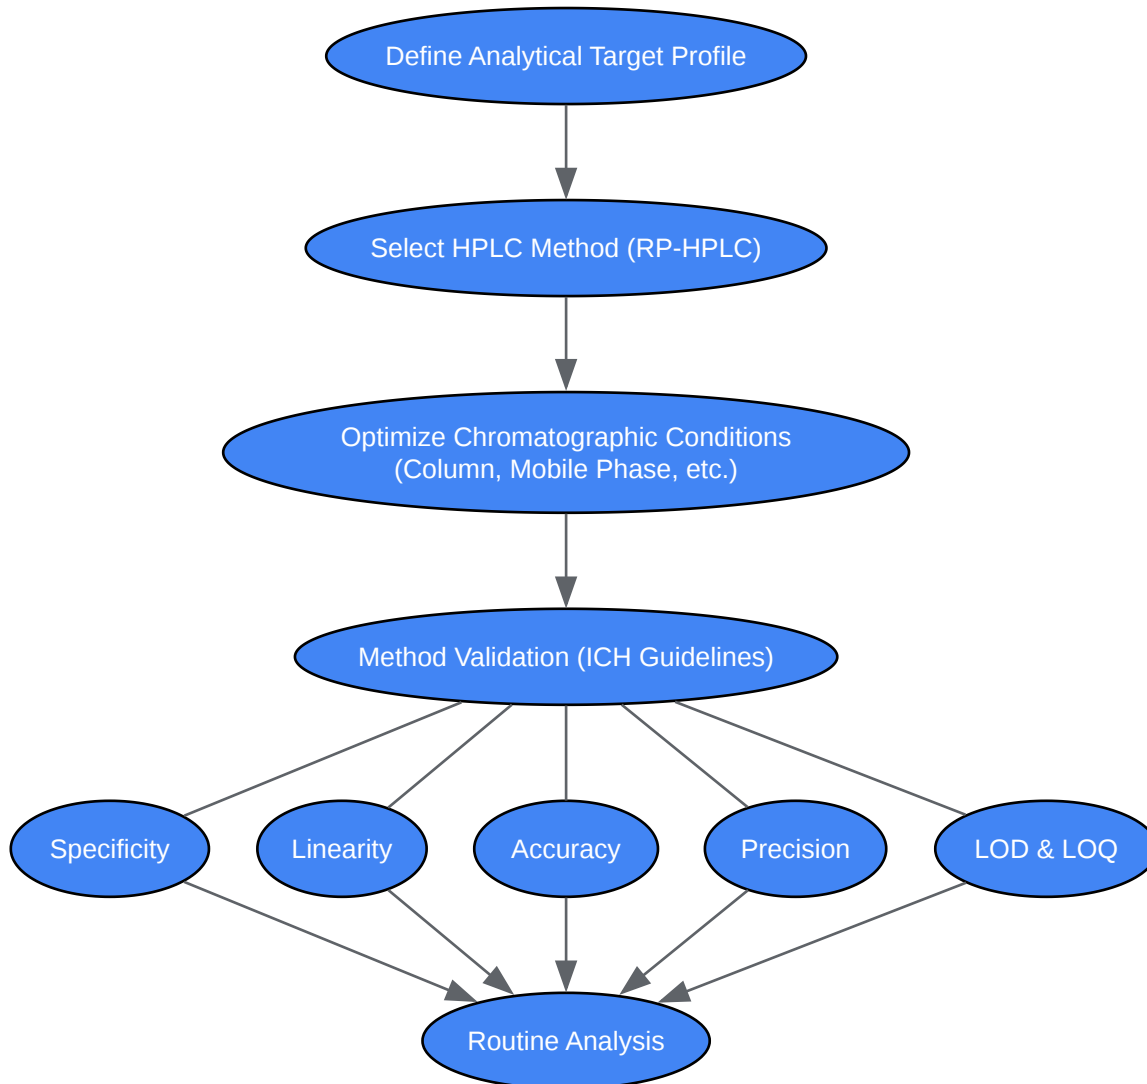 Define Analytical Target Profile
Select HPLC Method (RP-HPLC)
Optimize Chromatographic Conditions
(Column, Mobile Phase, etc.)
Method Validation (ICH Guidelines)
Specificity
Linearity
Accuracy
Precision
LOD & LOQ
Routine Analysis